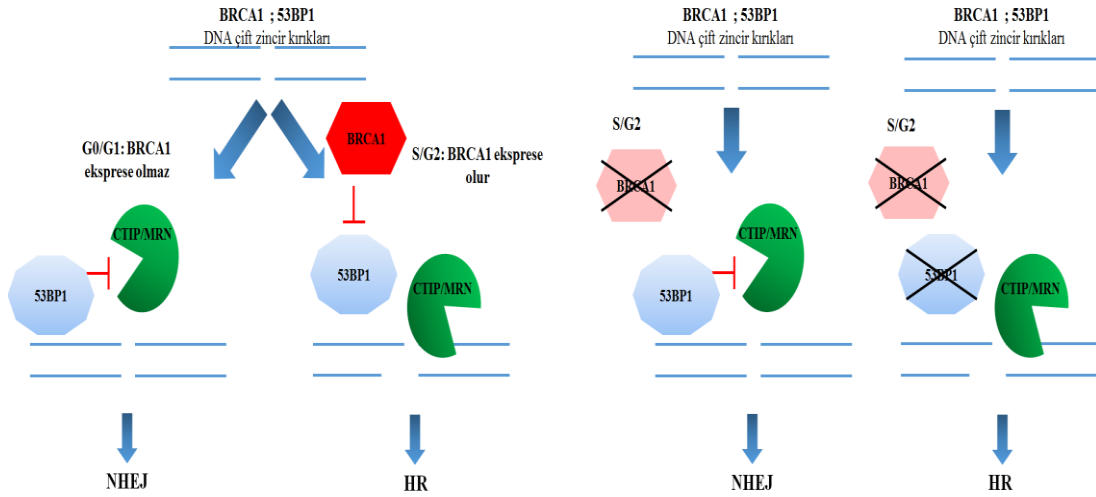 BRCA1 ; 53BP1
DNA çift zincir kırıkları
G0/G1: BRCA1
eksprese olmaz
BRCA1
S/G2: BRCA1 eksprese
olur
CTIP/MRN
53BP1
53BP1
CTIP/MRN
NHEJ
HR
BRCA1 ; 53BP1
DNA çift zincir kırıkları
S/G2
BRCA1
CTIP/MRN
53BP1
NHEJ
BRCA1 ; 53BP1
DNA çift zincir kırıkları
S/G2
BRCA1
53BP1
CTIP/MRN
HR